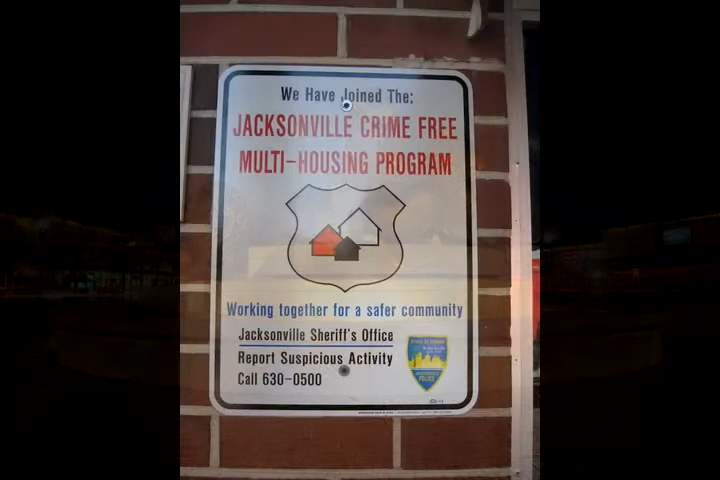 We Have Joined The:
JACKSONVILLE CRIME FREE
MULTI-HOUSING PROGRAM
Working together for a safer community
Jacksonville Sheriff's Office
Report Suspicious Activity
Call 630-0500
POLICE